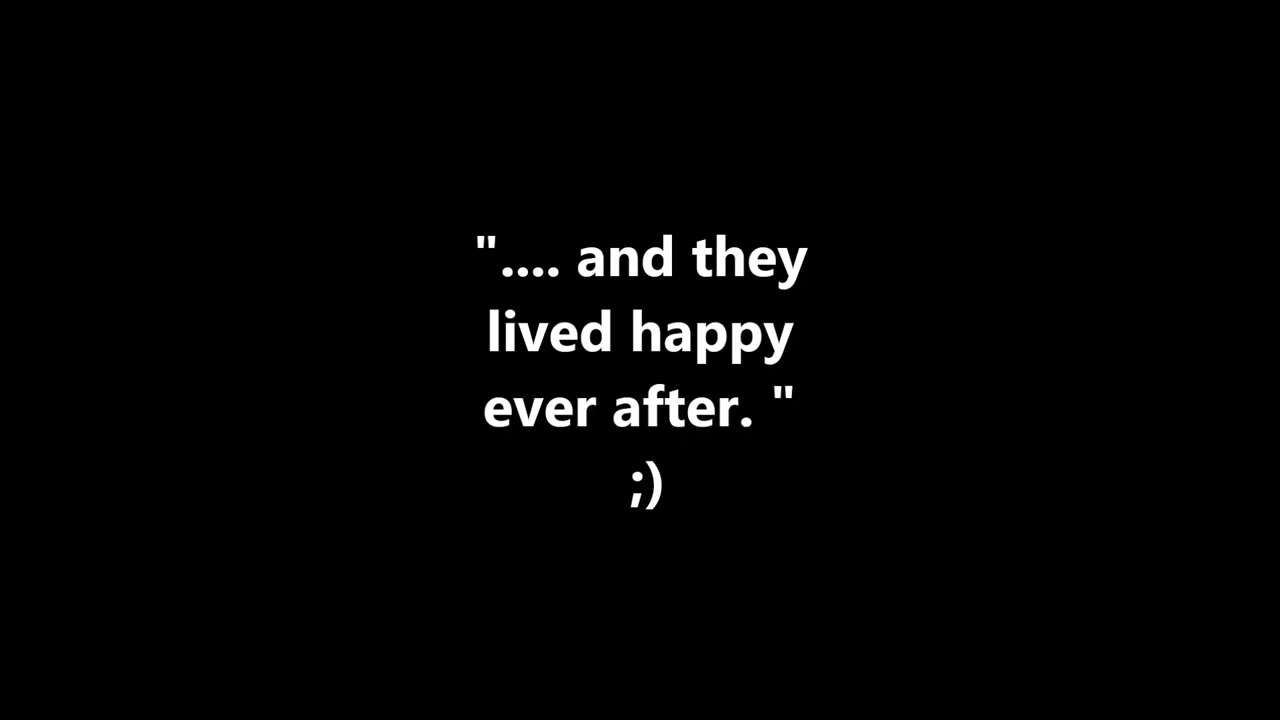 ".... and they
lived happy
ever after. "
;)